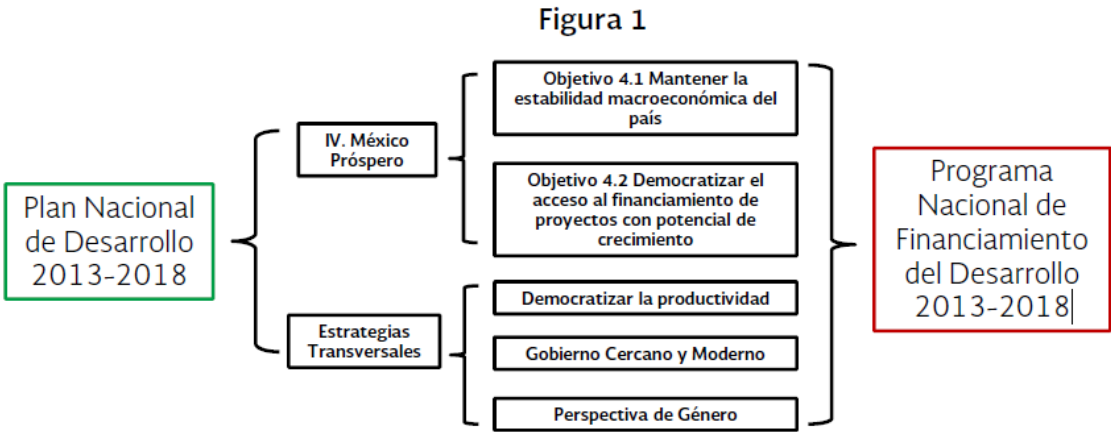 Figura 1
Plan Nacional
de Desarrollo
2013-2018
IV. México
Próspero
Estrategias
Transversales
Objetivo 4.1 Mantener la
estabilidad macroeconómica del
país
Objetivo 4.2 Democratizar el
acceso al financiamiento de
proyectos con potencial de
crecimiento
Democratizar la productividad
Gobierno Cercano y Moderno
Perspectiva de Género
Programa
Nacional de
Financiamiento
del Desarrollo
2013-2018